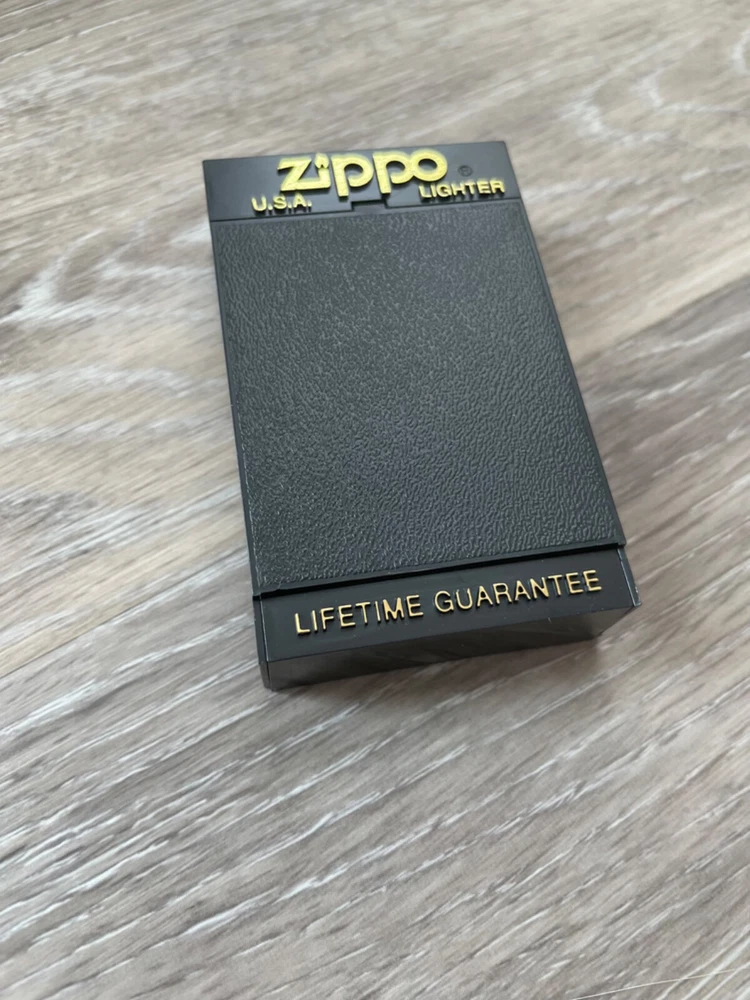 zippo ®
U.S.A. LIGHTER
LIFETIME GUARANTEE